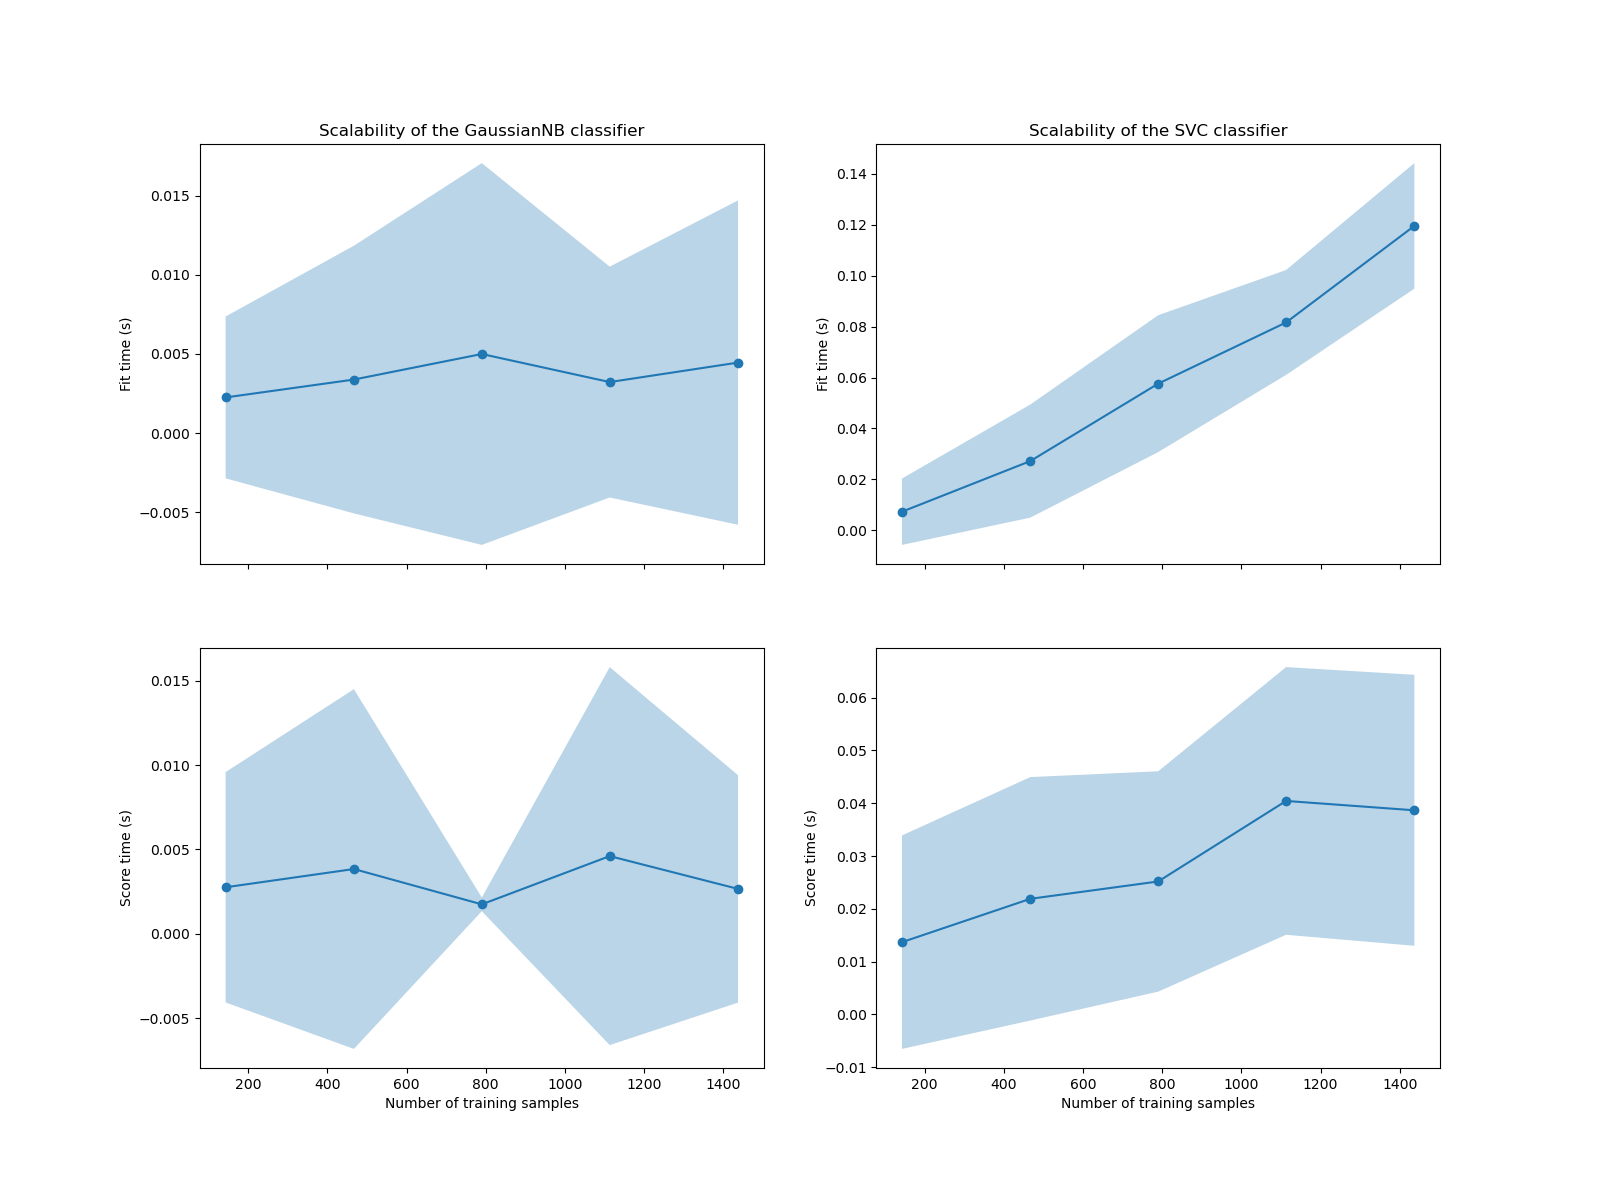 Scalability of the GaussianNB classifier
Fit time (s)
0.015
0.010
0.005
0.000
−0.005
Scalability of the SVC classifier
Fit time (s)
0.14
0.12
0.10
0.08
0.06
0.04
0.02
0.00
Score time (s)
0.015
0.010
0.005
0.000
−0.005
200 400 600 800 1000 1200 1400
Number of training samples
Score time (s)
0.06
0.05
0.04
0.03
0.02
0.01
0.00
−0.01
200 400 600 800 1000 1200 1400
Number of training samples